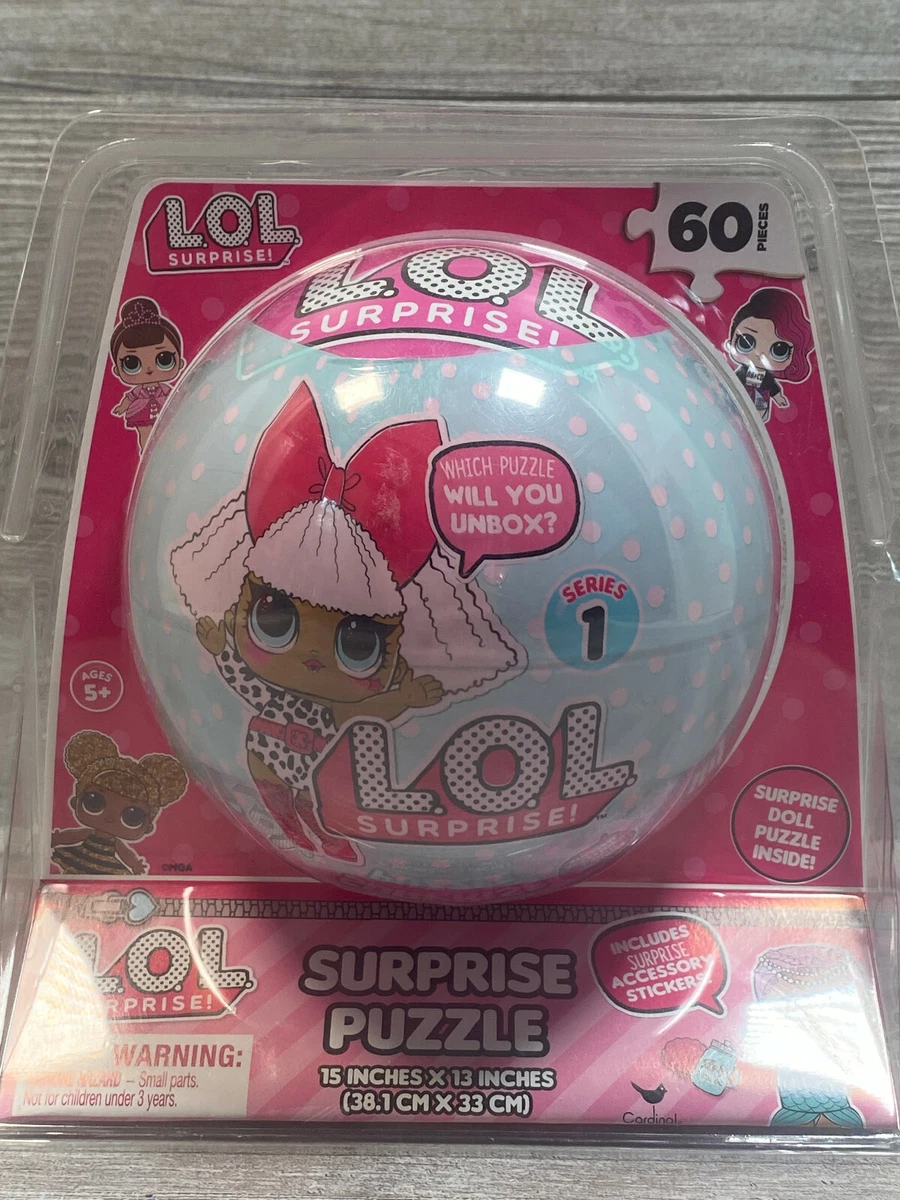 L.O.L.
SURPRISE!
60
PIECES
L.O.L
SURPRISE!
WHICH PUZZLE
WILL YOU
UNBOX?
SERIES
1
AGES
5+
L.O.L.
SURPRISE!
™
SURPRISE
DOLL
PUZZLE
INSIDE!
©MGA
L.O.L.
SURPRISE!
SURPRISE
PUZZLE
15 INCHES X 13 INCHES
(38.1 CM X 33 CM)
INCLUDES
SURPRISE
ACCESSORY
STICKERS!
WARNING:
HAZARD – Small parts.
Not for children under 3 years.
Cardinal